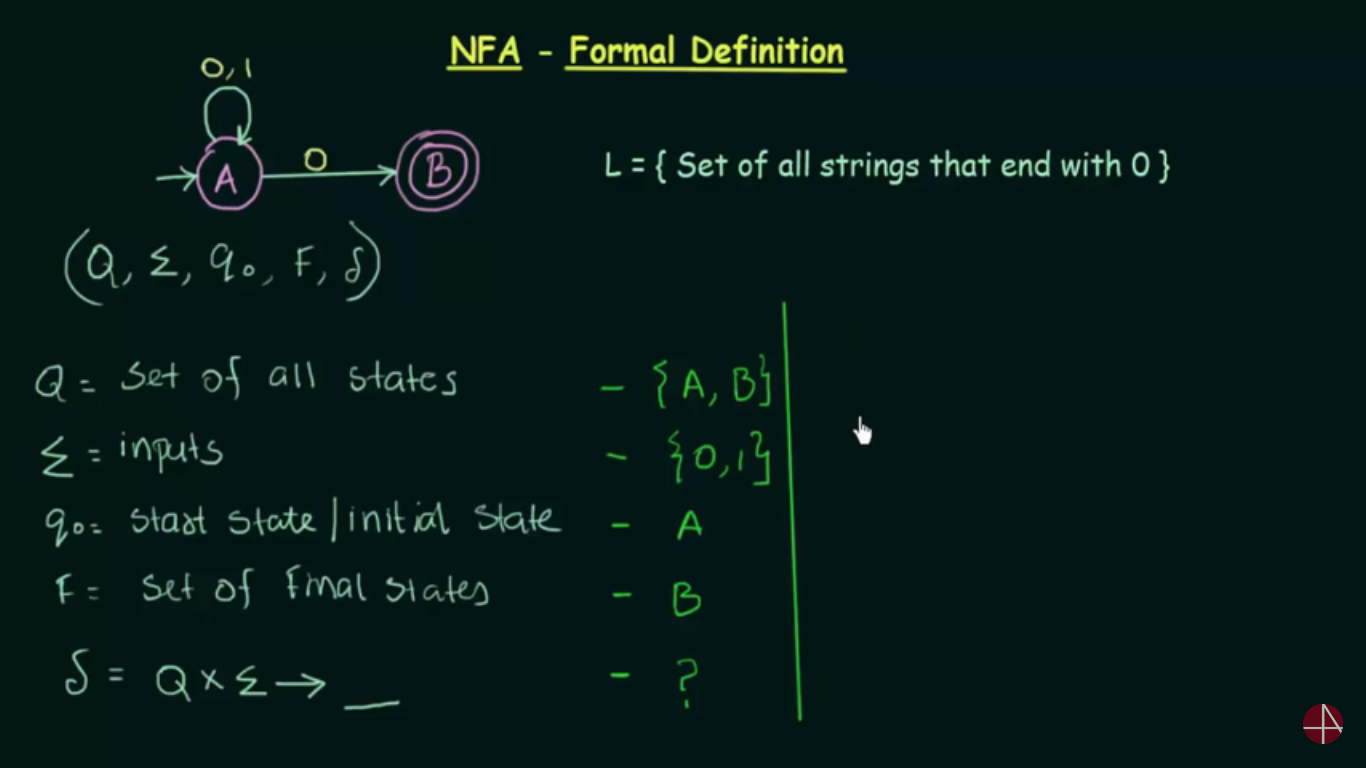 NFA - Formal Definition
0, 1
A
0
B
L = { Set of all strings that end with 0 }
(Q, Σ, q₀, F, δ)
Q = Set of all states - {A, B}
Σ = inputs - {0, 1}
q₀ = start state / initial state - A
F = set of final states - B
δ = Q × Σ → __ - ?